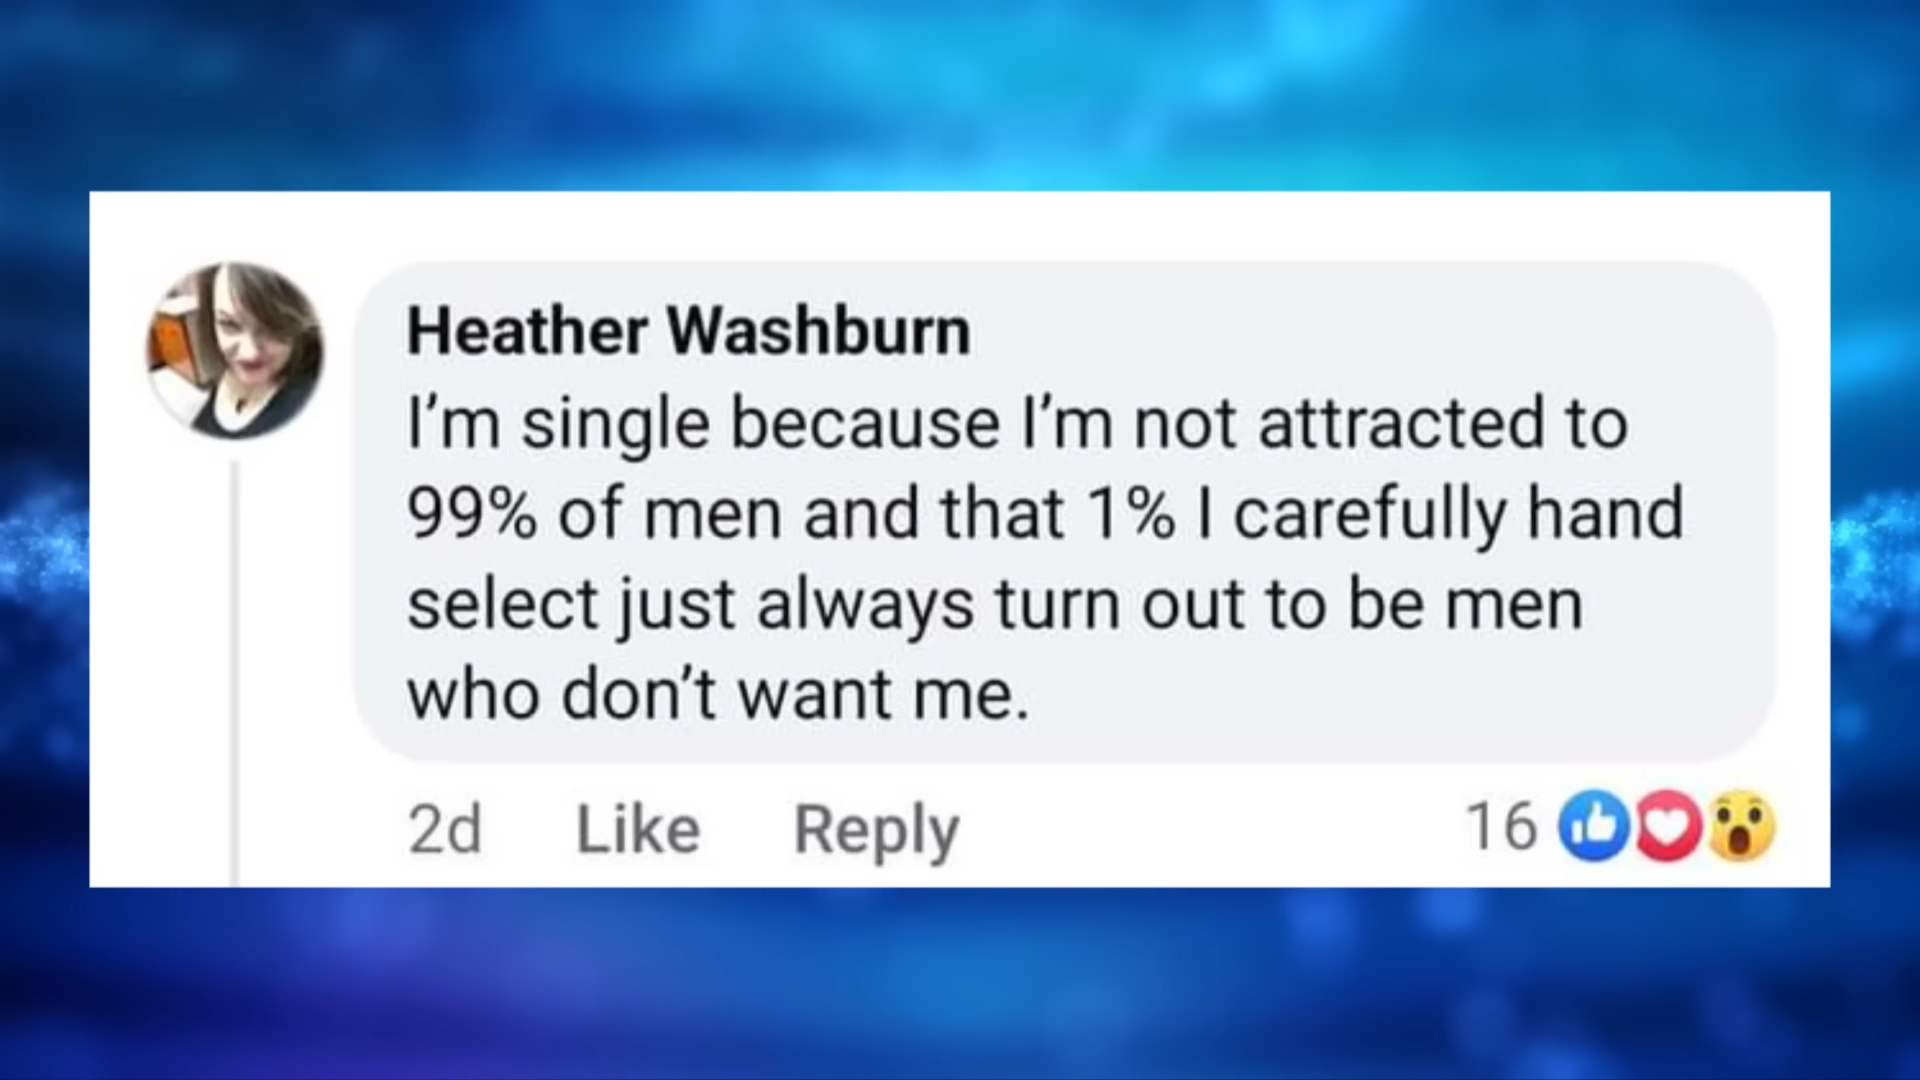 Heather Washburn
I’m single because I’m not attracted to
99% of men and that 1% I carefully hand
select just always turn out to be men
who don’t want me.
2d Like Reply 16